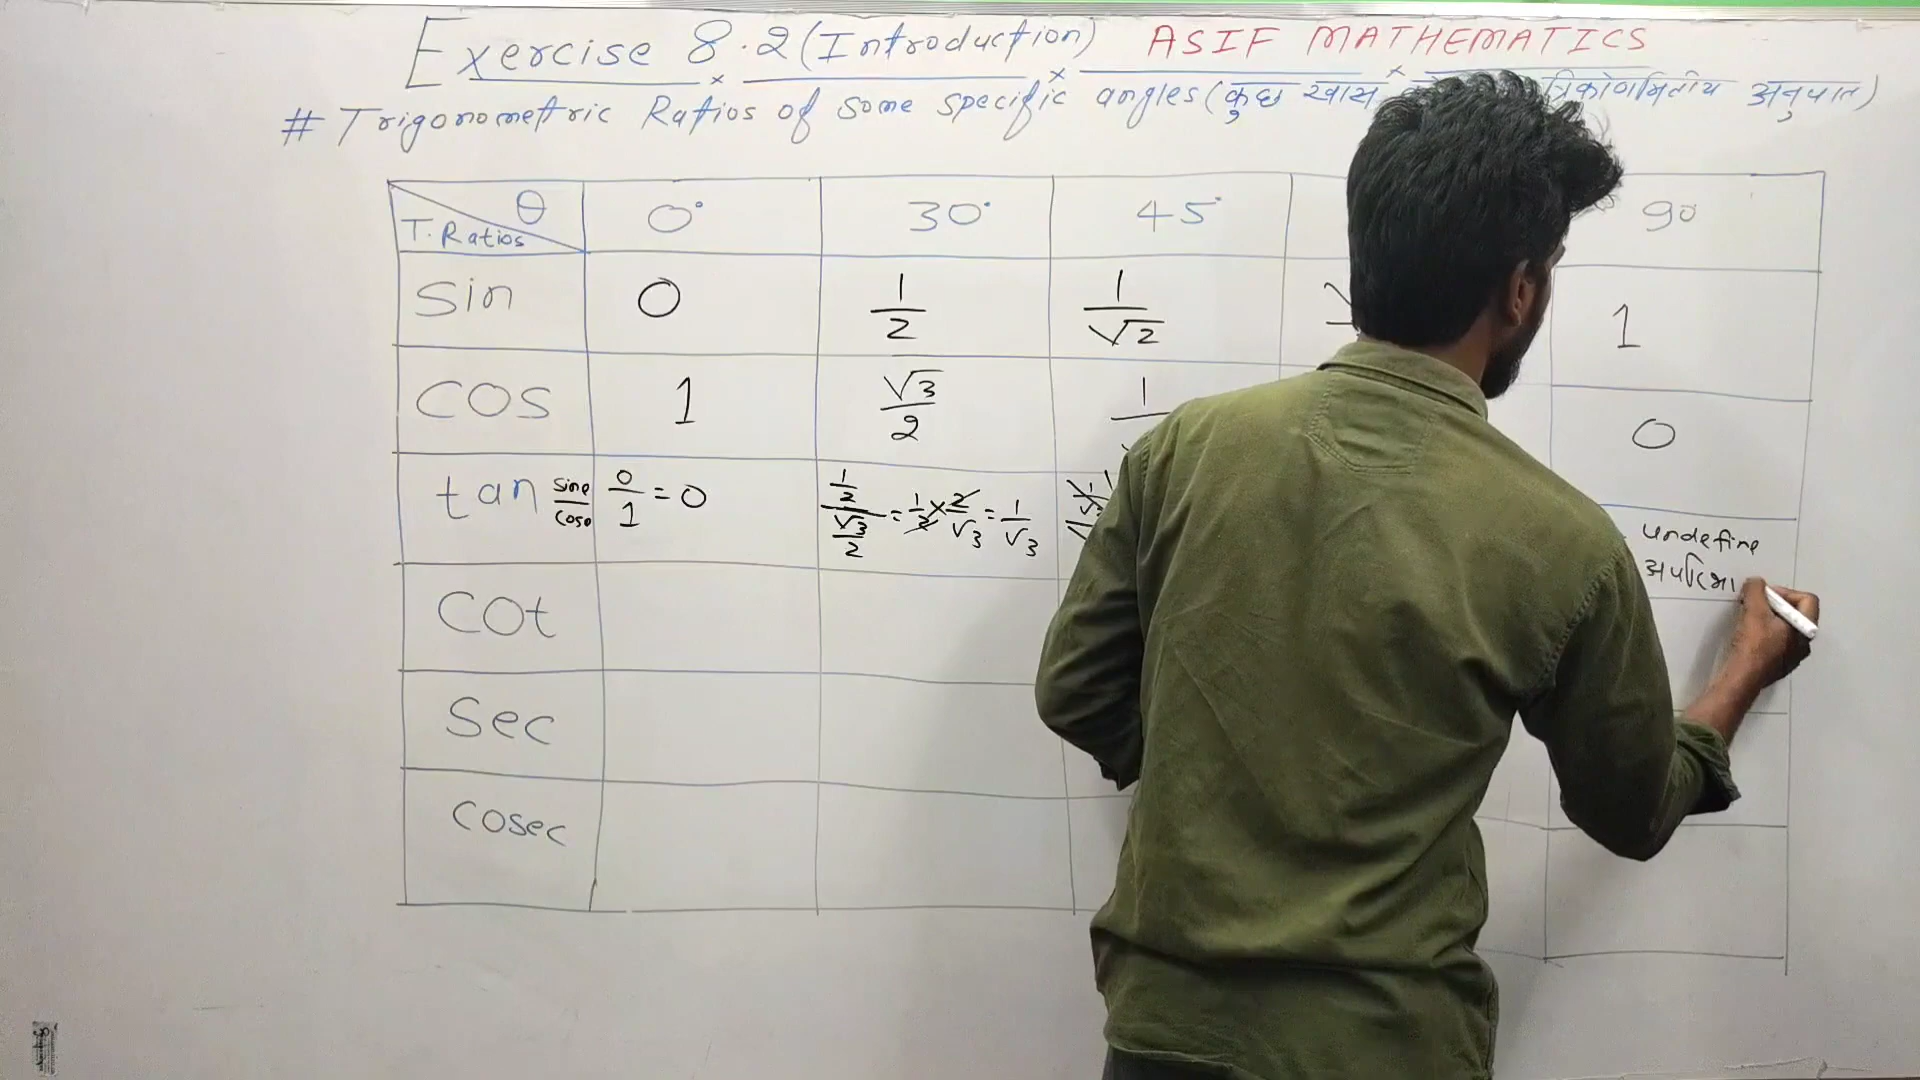 Exercise 8.2 (Introduction) ASIF MATHEMATICS
# Trigonometric Ratios of some specific angles (कुछ खास त्रिकोणमितीय अनुपात)
θ
T. Ratios
0° 30° 45° 90
Sin 0 1/2 1/√2 1
COS 1 √3/2 1 0
tan sinθ/cosθ 0/1 = 0 (1/2)/(√3/2) = 1/2 × 2/√3 = 1/√3 undefine
अपरिभा
COt
Sec
Cosec